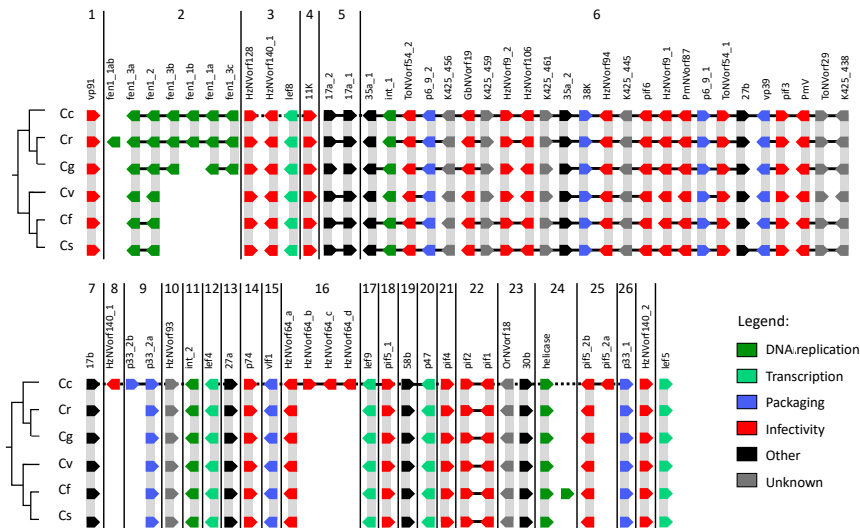 1 2 3 4 5 6
vp91 fen1_1ab fen1_3a fen1_2 fen1_3b fen1_1b fen1_1a fen1_3c HzNVorf128 HzNVorf140_1 lef8 11K 17a_2 17a_1 35a_1 int_1 ToNVorf54_2 p6_9_2 K425_456 GbNVorf19 K425_459 HzNVorf9_2 HzNVorf106 K425_461 35a_2 38K HzNVorf94 K425_445 pif6 HzNVorf9_1 PmNVorf87 p6_9_1 ToNVorf54_1 27b vp39 pif3 PmV ToNVorf29 K425_438
Cc
Cr
Cg
Cv
Cf
Cs
7 8 9 10 11 12 13 14 15 16 17 18 19 20 21 22 23 24 25 26
17b HzNVorf140_1 p33_2b p33_2a HzNVorf93 int_2 lef4 27a p74 vlf1 HzNVorf64_a HzNVorf64_b HzNVorf64_c HzNVorf64_d lef9 pif5_1 58b p47 pif4 pif2 pif1 OrNVorf18 30b helicase pif5_2b pif5_2a p33_1 HzNVorf140_2 lef5
Cc
Cr
Cg
Cv
Cf
Cs
Legend:
DNA.replication
Transcription
Packaging
Infectivity
Other
Unknown